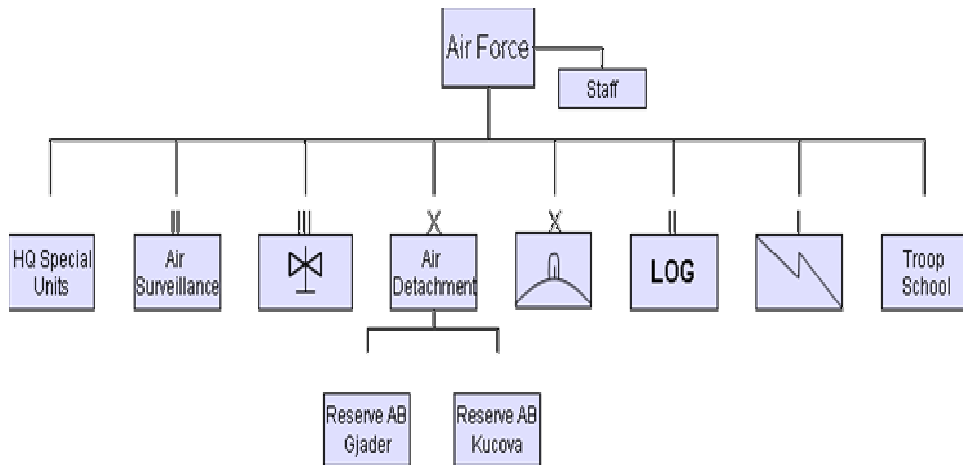 Air Force
Staff
II
III
X
X
II
I
HQ Special
Units
Air
Surveillance
Air
Detachment
LOG
Troop
School
Reserve AB
Gjader
Reserve AB
Kucova